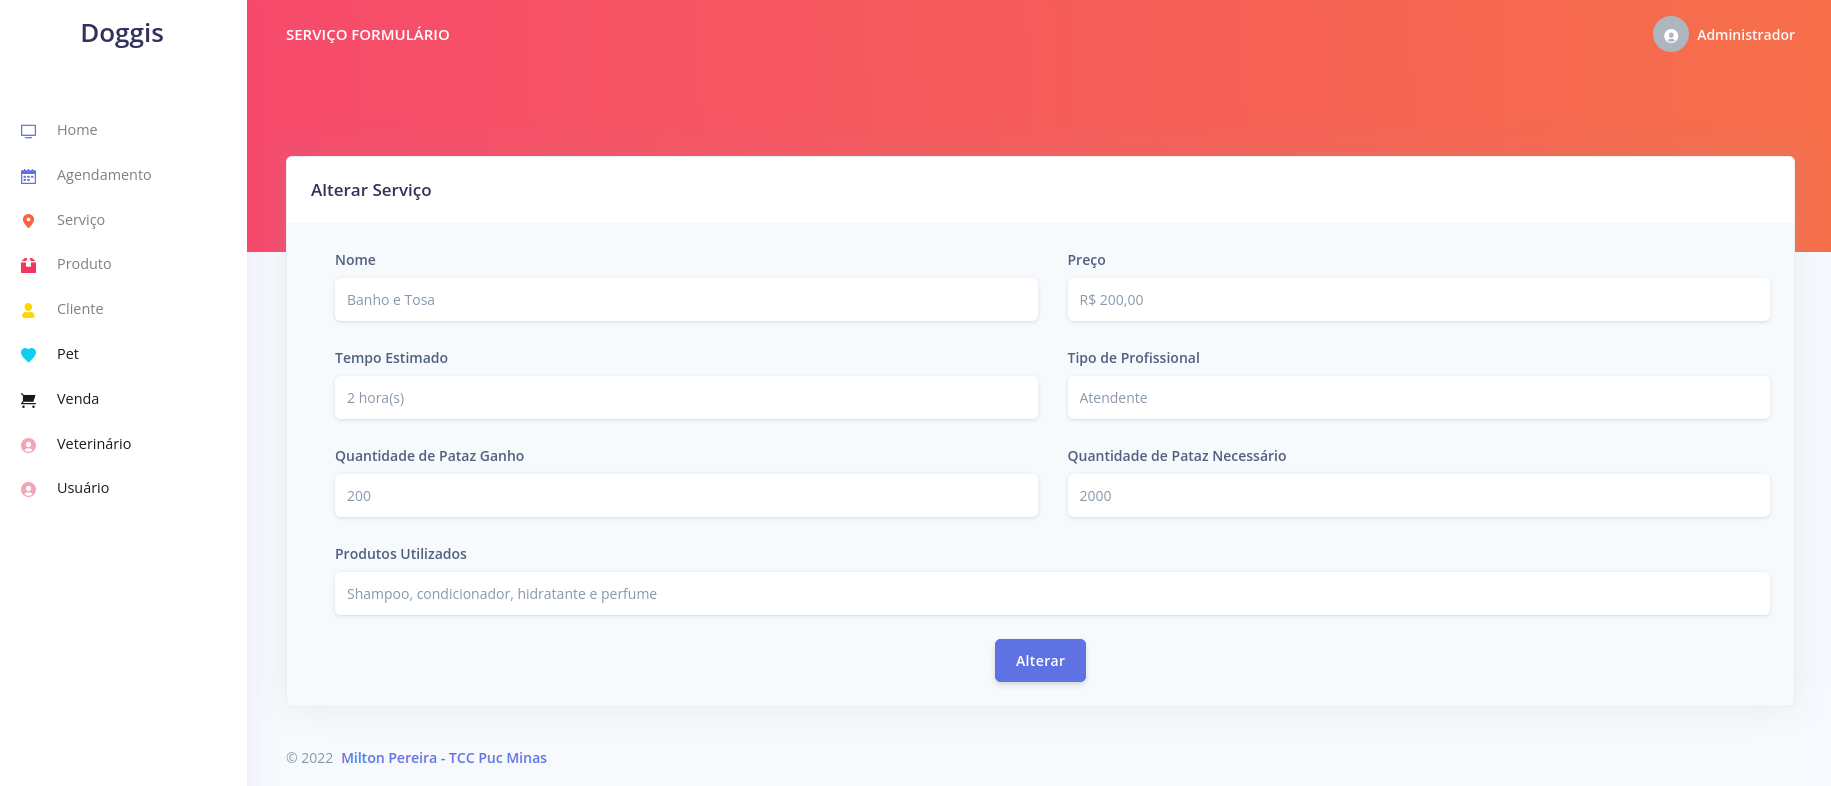 Doggis
Home
Agendamento
Serviço
Produto
Cliente
Pet
Venda
Veterinário
Usuário
SERVIÇO FORMULÁRIO
Administrador
Alterar Serviço
Nome
Preço
Banho e Tosa
R$ 200,00
Tempo Estimado
Tipo de Profissional
2 hora(s)
Atendente
Quantidade de Pataz Ganho
Quantidade de Pataz Necessário
200
2000
Produtos Utilizados
Shampoo, condicionador, hidratante e perfume
Alterar
© 2022 Milton Pereira - TCC Puc Minas